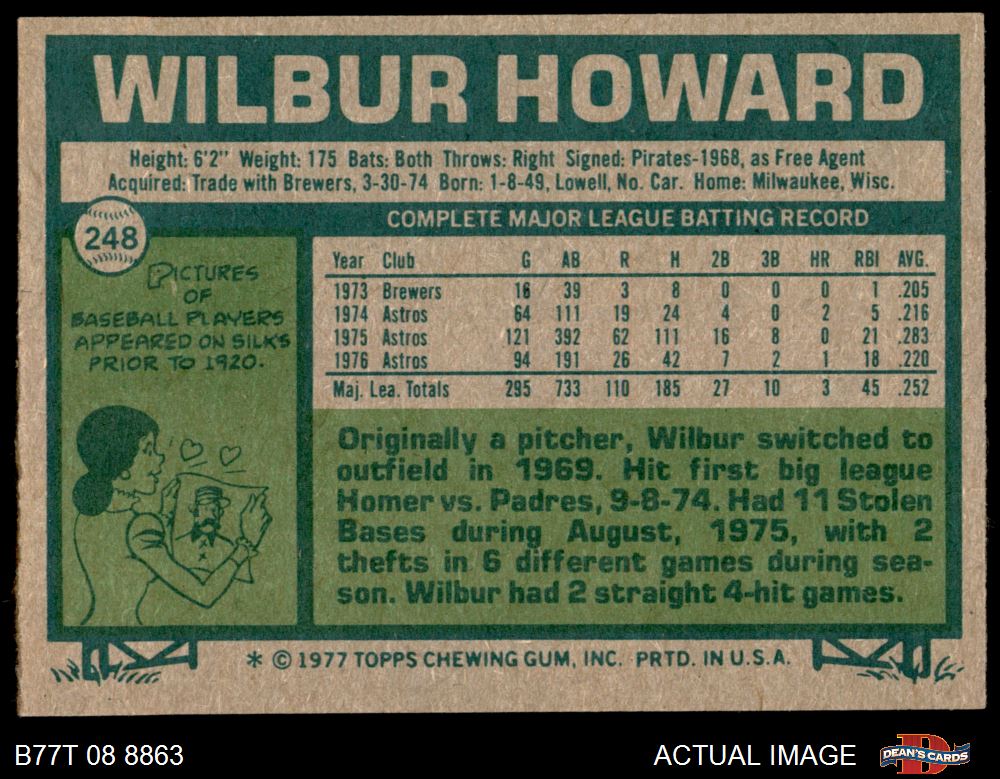 WILBUR HOWARD
Height: 6'2" Weight: 175 Bats: Both Throws: Right Signed: Pirates-1968, as Free Agent
Acquired: Trade with Brewers, 3-30-74 Born: 1-8-49, Lowell, No. Car. Home: Milwaukee, Wisc.
248
COMPLETE MAJOR LEAGUE BATTING RECORD
PICTURES
OF
BASEBALL PLAYERS
APPEARED ON SILKS
PRIOR TO 1920.
Year Club G AB R H 2B 3B HR RBI AVG.
1973 Brewers 16 39 3 8 0 0 0 1 .205
1974 Astros 64 111 19 24 4 0 2 5 .216
1975 Astros 121 392 62 111 16 8 0 21 .283
1976 Astros 94 191 26 42 7 2 1 18 .220
Maj. Lea. Totals 295 733 110 185 27 10 3 45 .252
Originally a pitcher, Wilbur switched to
outfield in 1969. Hit first big league
Homer vs. Padres, 9-8-74. Had 11 Stolen
Bases during August, 1975, with 2
thefts in 6 different games during sea-
son. Wilbur had 2 straight 4-hit games.
* © 1977 TOPPS CHEWING GUM, INC. PRTD. IN U.S.A.
B77T 08 8863
ACTUAL IMAGE
DEAN'S CARDS